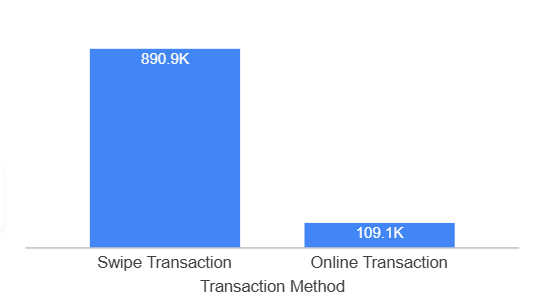 890.9K
109.1K
Swipe Transaction
Online Transaction
Transaction Method